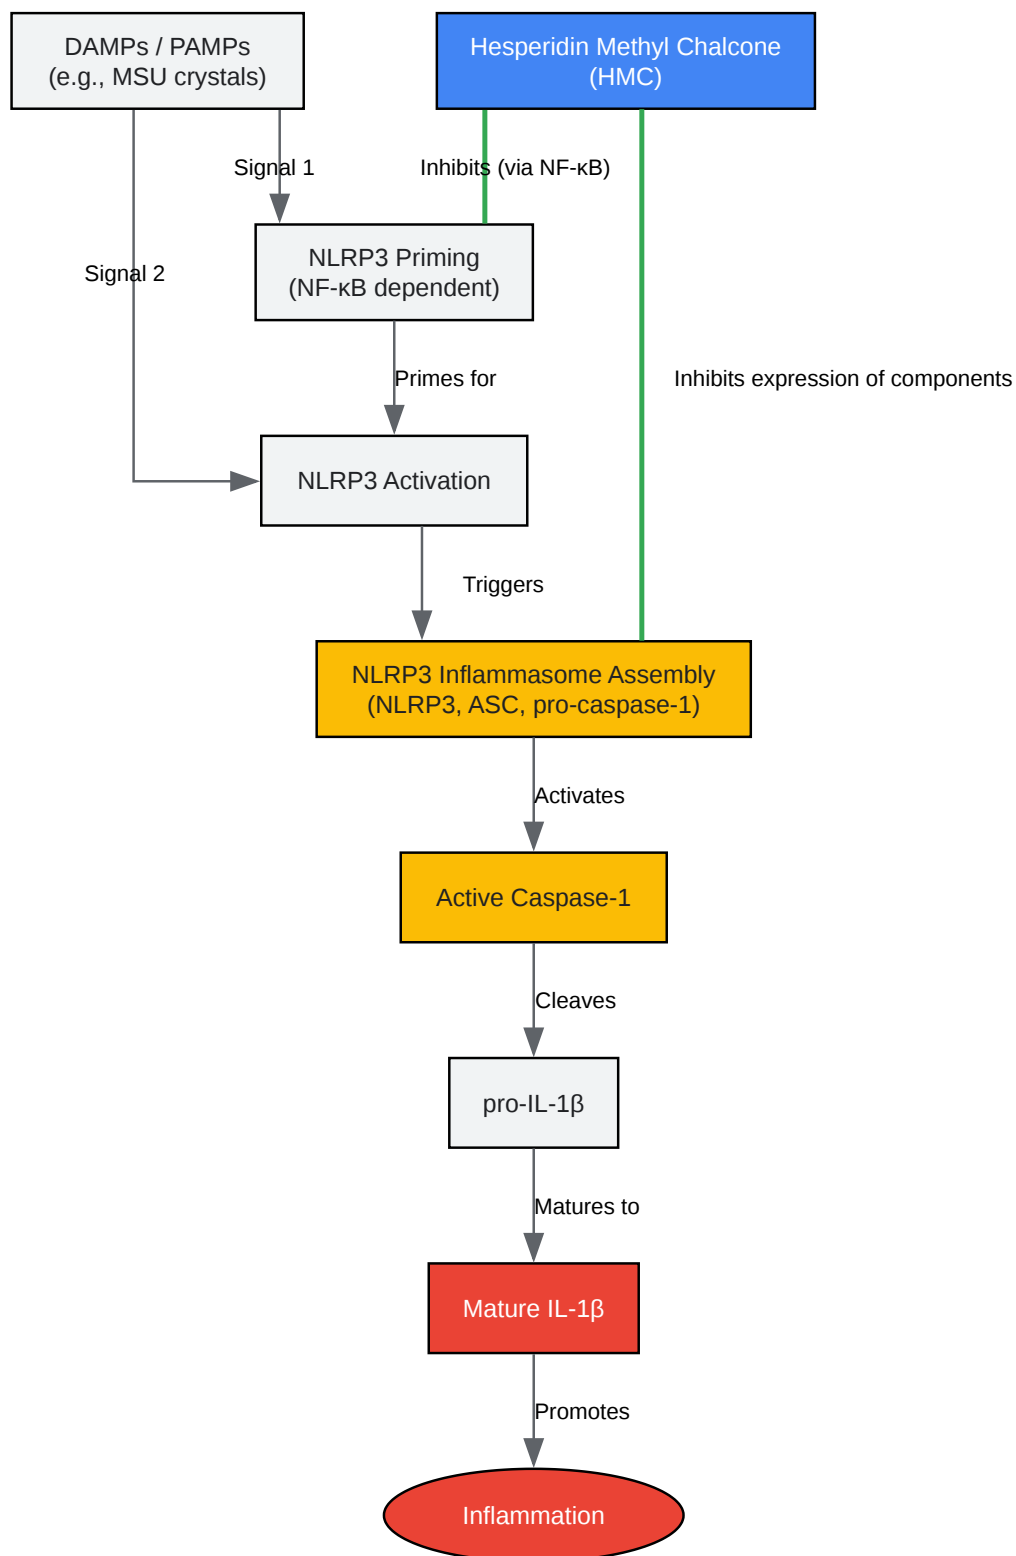 DAMPs / PAMPs
(e.g., MSU crystals)
Hesperidin Methyl Chalcone
(HMC)
Signal 1
Inhibits (via NF-κB)
NLRP3 Priming
(NF-κB dependent)
Signal 2
Primes for
Inhibits expression of components
NLRP3 Activation
Triggers
NLRP3 Inflammasome Assembly
(NLRP3, ASC, pro-caspase-1)
Activates
Active Caspase-1
Cleaves
pro-IL-1β
Matures to
Mature IL-1β
Promotes
Inflammation